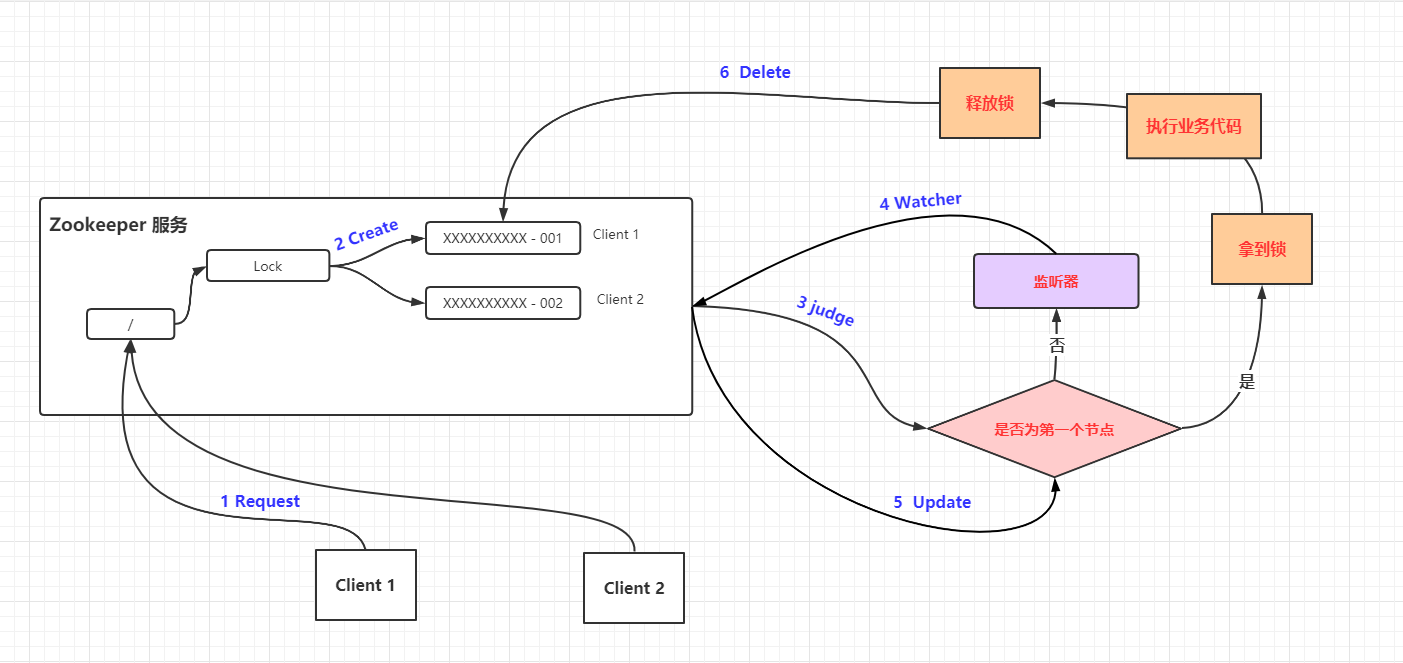 6 Delete
释放锁
执行业务代码
4 Watcher
Zookeeper 服务
2 Create
XXXXXXXXXX - 001
Client 1
拿到锁
Lock
监听器
XXXXXXXXXX - 002
Client 2
3 judge
/
否
是
是否为第一个节点
1 Request
5 Update
Client 1
Client 2